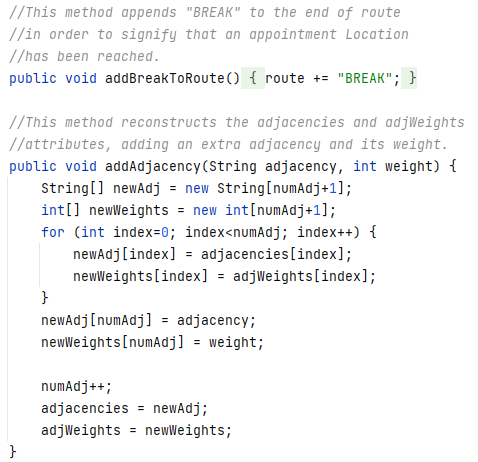 //This method appends "BREAK" to the end of route
//in order to signify that an appointment Location
//has been reached.
public void addBreakToRoute() { route += "BREAK"; }

//This method reconstructs the adjacencies and adjWeights
//attributes, adding an extra adjacency and its weight.
public void addAdjacency(String adjacency, int weight) {
    String[] newAdj = new String[numAdj+1];
    int[] newWeights = new int[numAdj+1];
    for (int index=0; index<numAdj; index++) {
        newAdj[index] = adjacencies[index];
        newWeights[index] = adjWeights[index];
    }
    newAdj[numAdj] = adjacency;
    newWeights[numAdj] = weight;

    numAdj++;
    adjacencies = newAdj;
    adjWeights = newWeights;
}